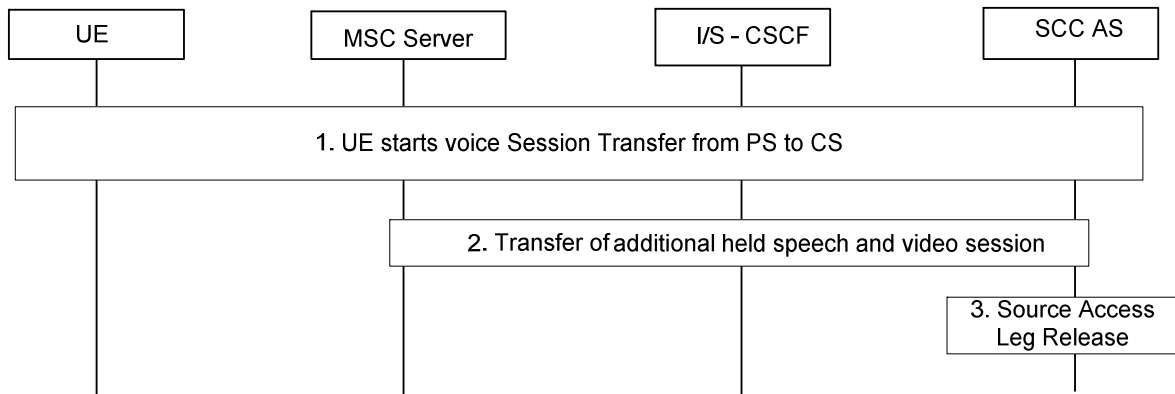 UE
MSC Server
I/S - CSCF
SCC AS
1. UE starts voice Session Transfer from PS to CS
2. Transfer of additional held speech and video session
3. Source Access
Leg Release